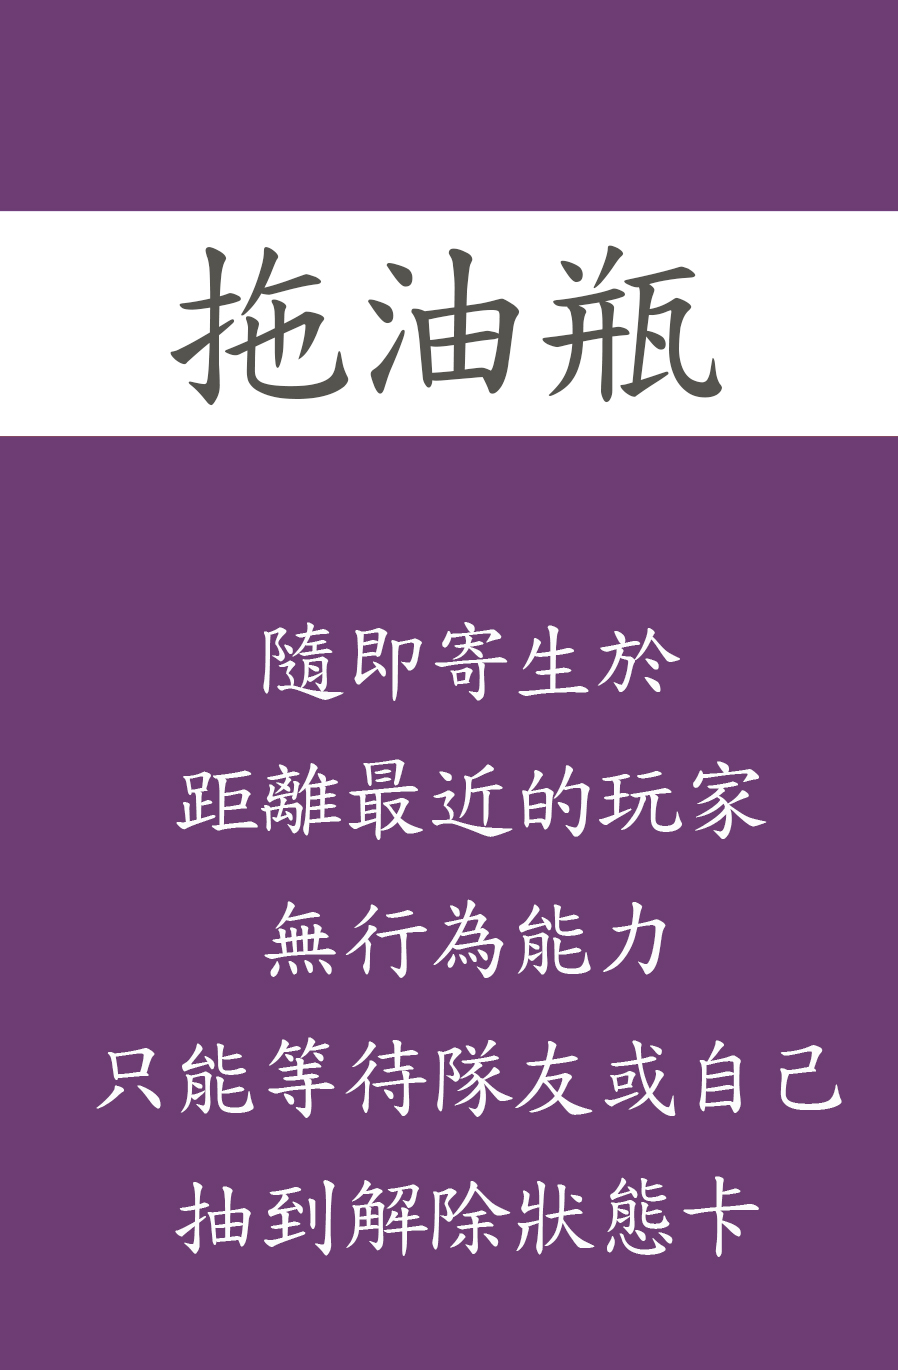 拖油瓶
隨即寄生於
距離最近的玩家
無行為能力
只能等待隊友或自己
抽到解除狀態卡